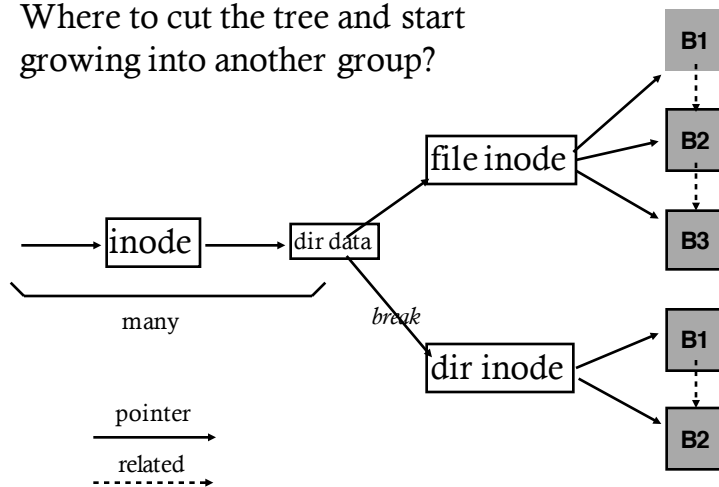 Where to cut the tree and start
growing into another group?
B1
B2
file inode
B3
inode
dir data
many
break
B1
dir inode
B2
pointer
related